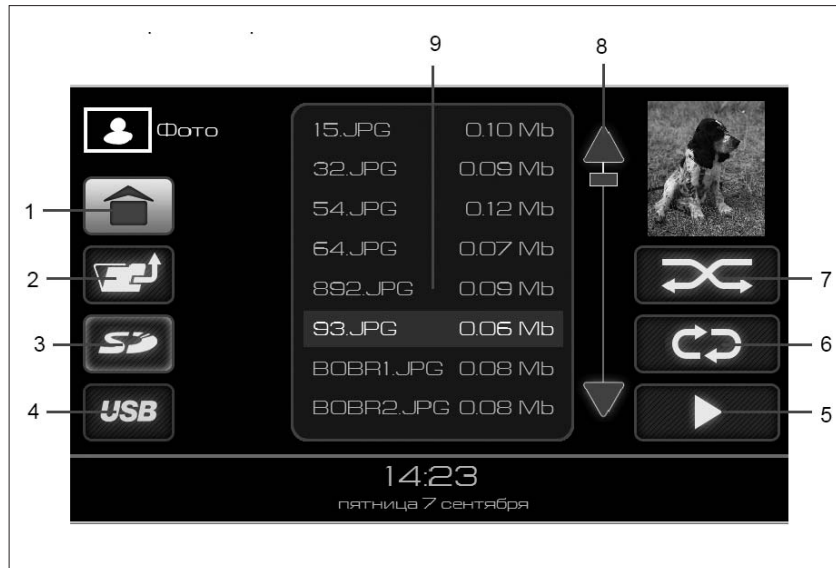 9
8
Фото
15.JPG 0.10 Mb
32.JPG 0.09 Mb
1
54.JPG 0.12 Mb
2
64.JPG 0.07 Mb
7
892.JPG 0.09 Mb
3
SD
93.JPG 0.06 Mb
6
BOBR1.JPG 0.08 Mb
4
USB
BOBR2.JPG 0.08 Mb
5
14:23
пятница 7 сентября